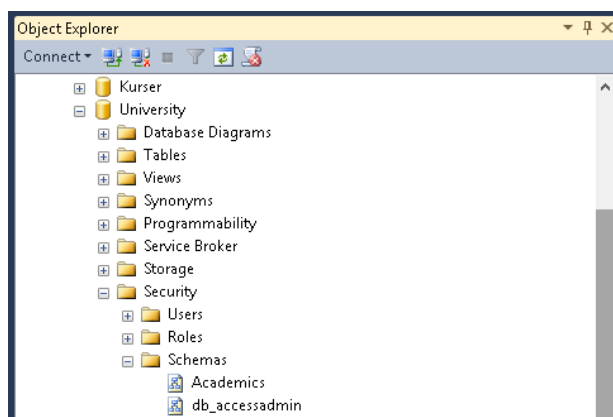 Object Explorer
Connect
Kurser
University
Database Diagrams
Tables
Views
Synonyms
Programmability
Service Broker
Storage
Security
Users
Roles
Schemas
Academics
db_accessadmin